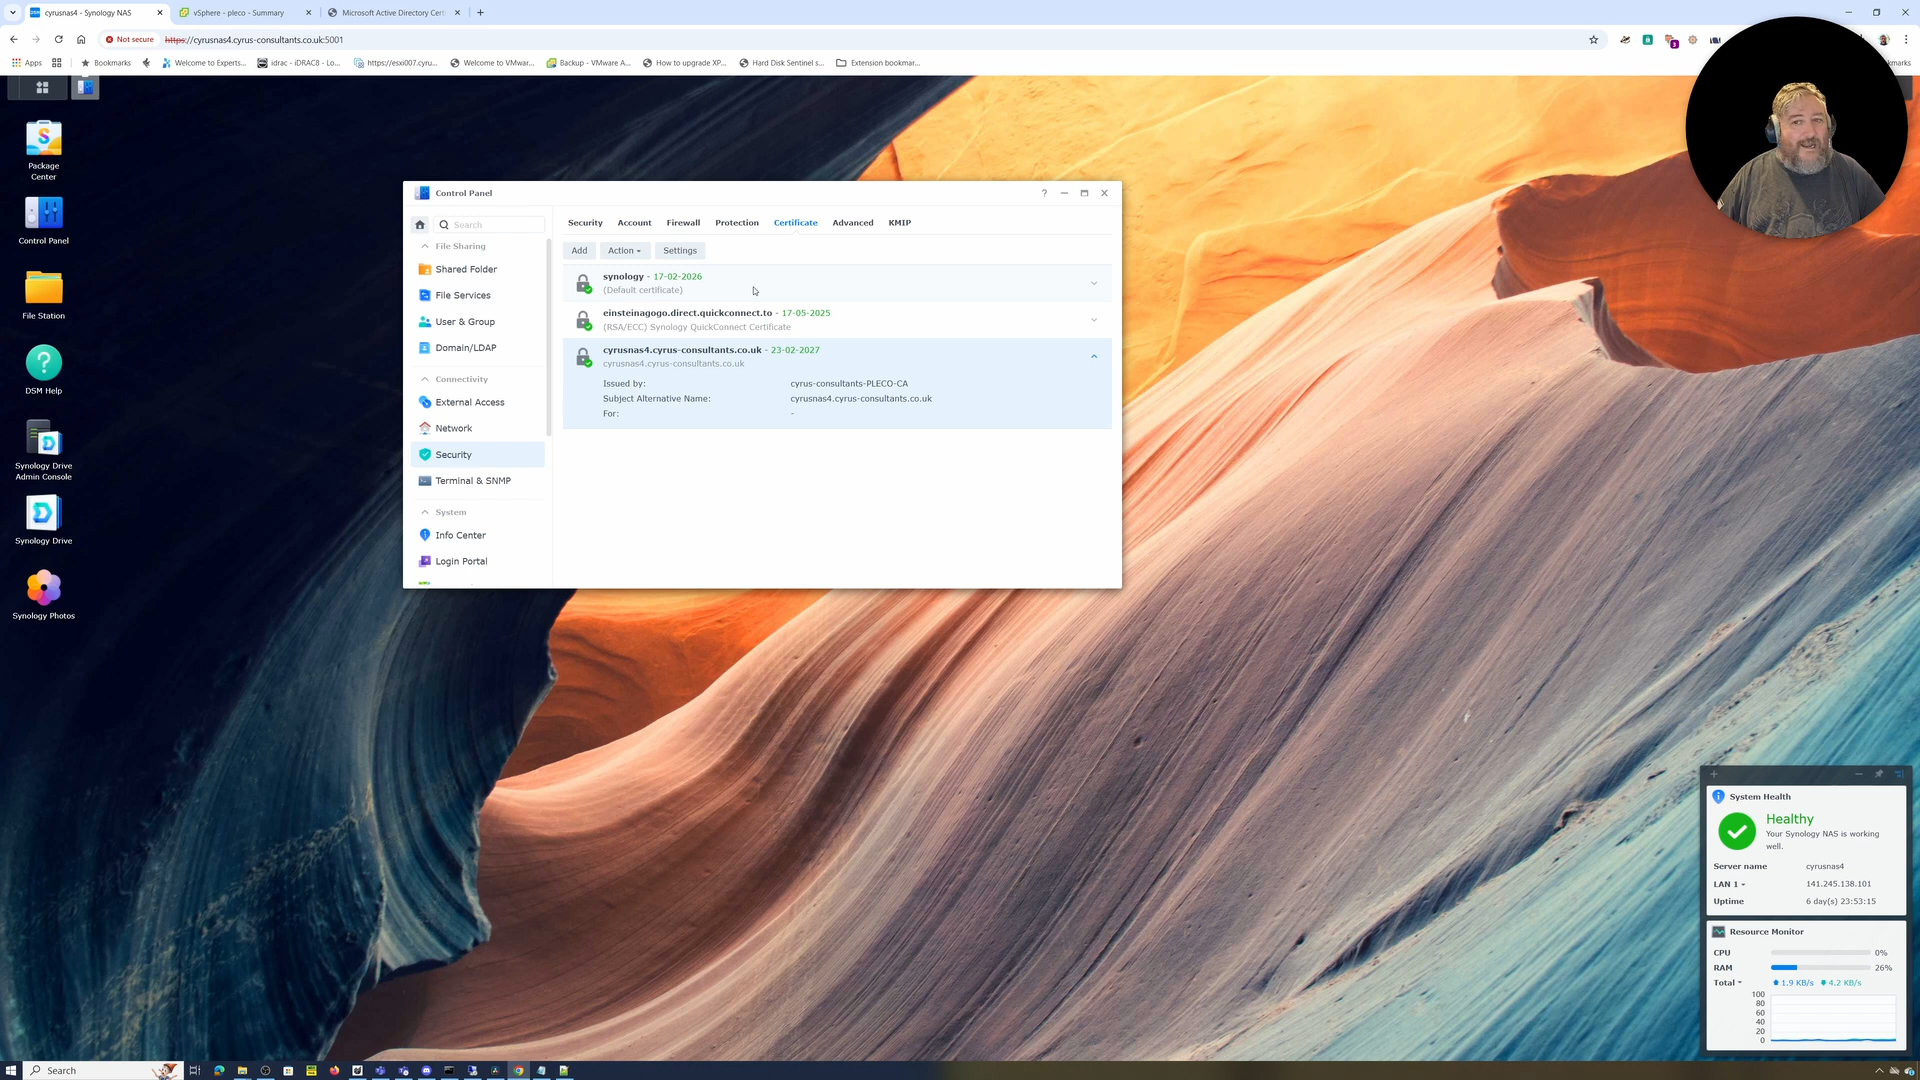 cyrusnas4 - Synology NAS
vSphere - pleco - Summary
Microsoft Active Directory Cert
Not secure
https://cyrusnas4.cyrus-consultants.co.uk:5001
Apps
Bookmarks
Welcome to Experts...
idrac - iDRAC8 - Lo...
https://esxi007.cyru...
Welcome to VMwar...
Backup - VMware A...
How to upgrade XP...
Hard Disk Sentinel s...
Extension bookmar...
Package
Center
Control Panel
File Station
DSM Help
Synology Drive
Admin Console
Synology Drive
Synology Photos
Control Panel
Search
File Sharing
Shared Folder
File Services
User & Group
Domain/LDAP
Connectivity
External Access
Network
Security
Terminal & SNMP
System
Info Center
Login Portal
Security
Account
Firewall
Protection
Certificate
Advanced
KMIP
Add
Action
Settings
synology - 17-02-2026
(Default certificate)
einsteinagogo.direct.quickconnect.to - 17-05-2025
(RSA/ECC) Synology QuickConnect Certificate
cyrusnas4.cyrus-consultants.co.uk - 23-02-2027
cyrusnas4.cyrus-consultants.co.uk
Issued by: cyrus-consultants-PLECO-CA
Subject Alternative Name: cyrusnas4.cyrus-consultants.co.uk
For: -
System Health
Healthy
Your Synology NAS is working
well.
Server name cyrusnas4
LAN 1 141.245.138.101
Uptime 6 day(s) 23:53:15
Resource Monitor
CPU 0%
RAM 26%
Total 1.9 KB/s 4.2 KB/s
100
80
60
40
20
0
Search